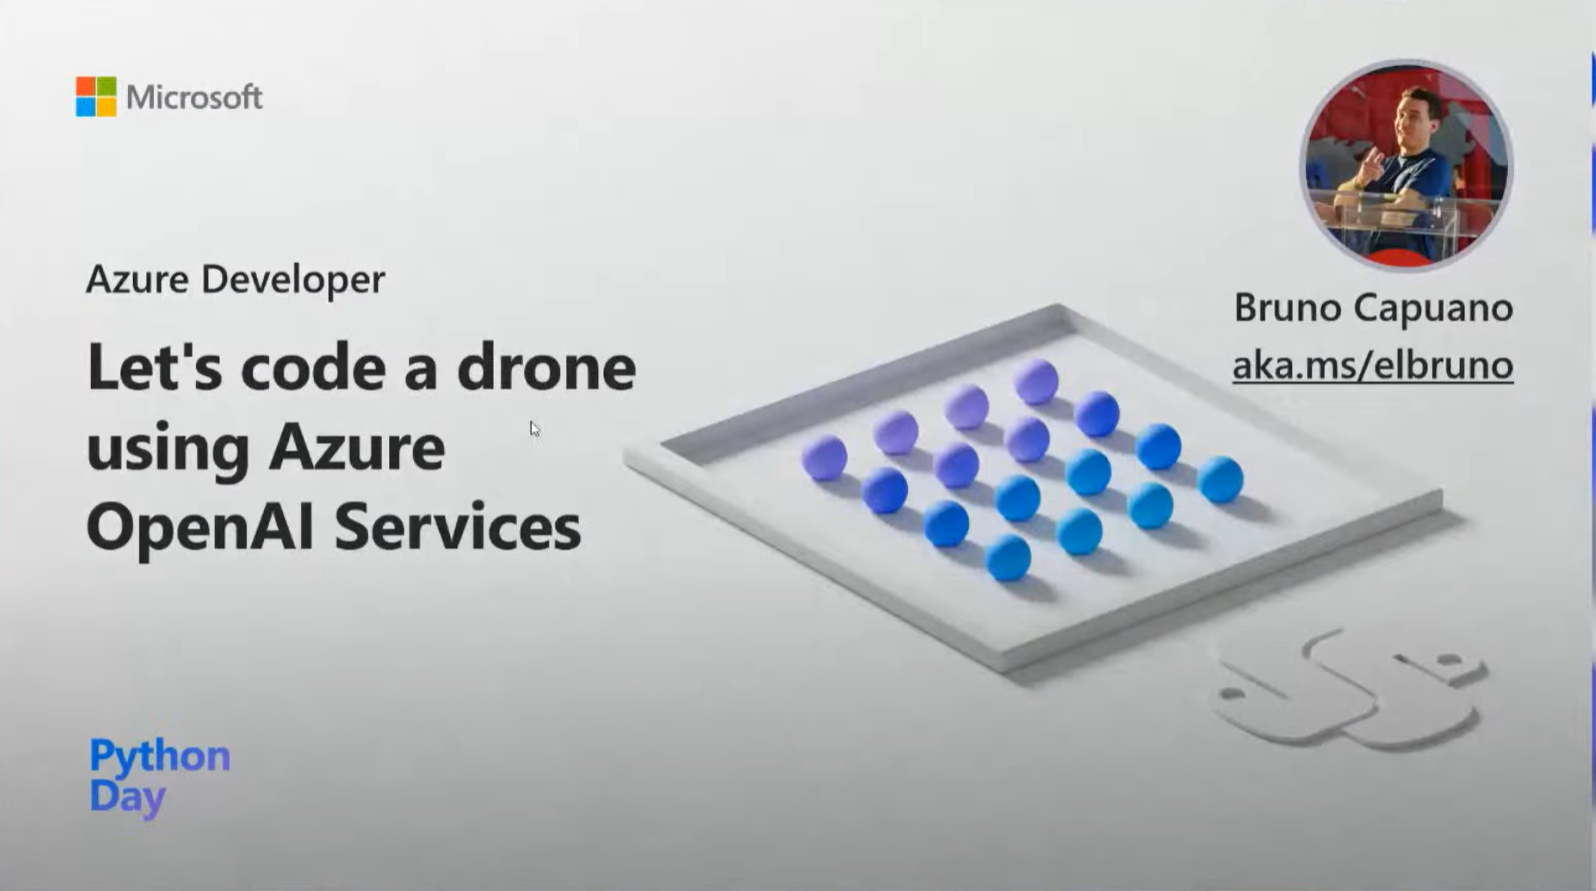 Microsoft
Azure Developer
Let's code a drone
using Azure
OpenAI Services
Bruno Capuano
aka.ms/elbruno
Python
Day